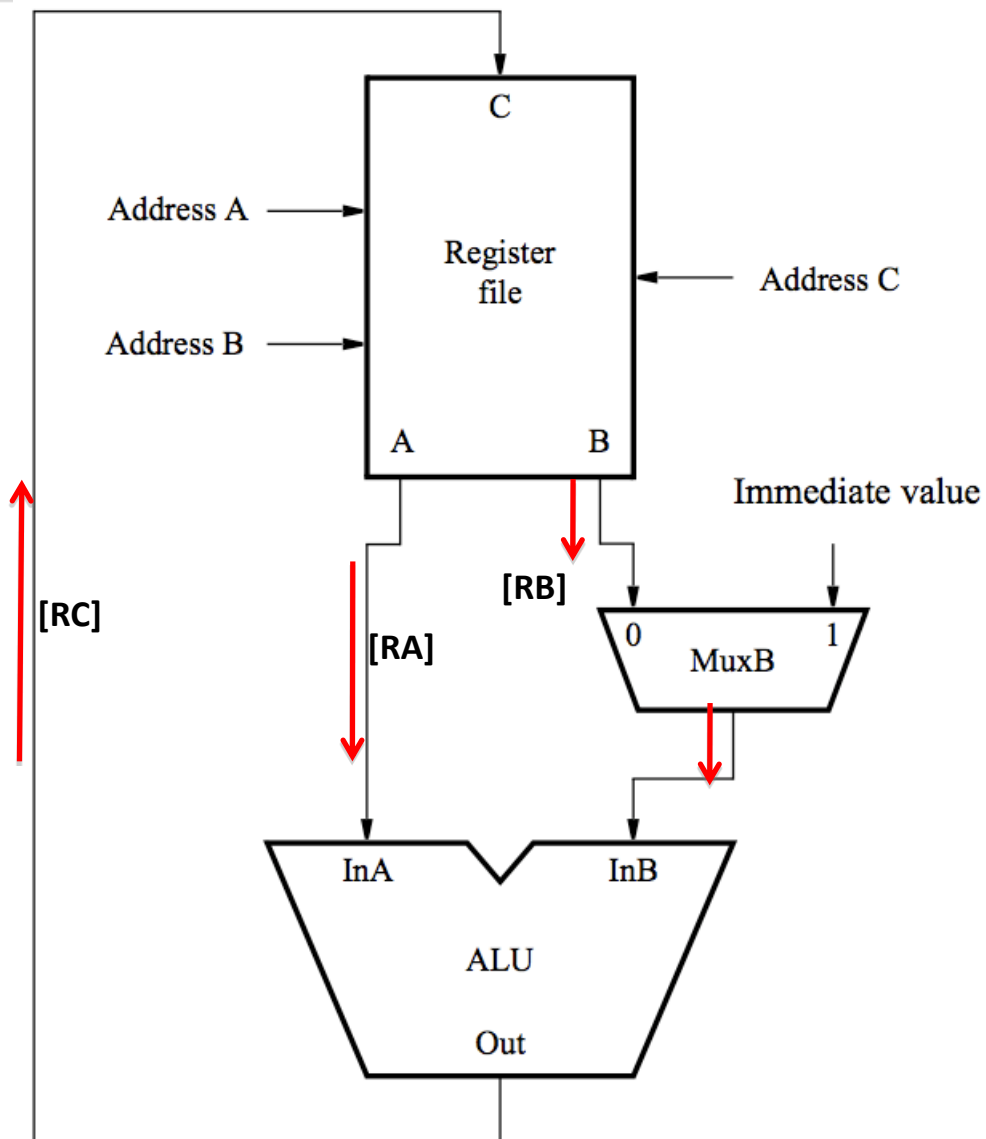 C
Address A
Register
file
Address C
Address B
A
B
Immediate value
[RB]
[RC]
[RA]
0
1
MuxB
InA
InB
ALU
Out